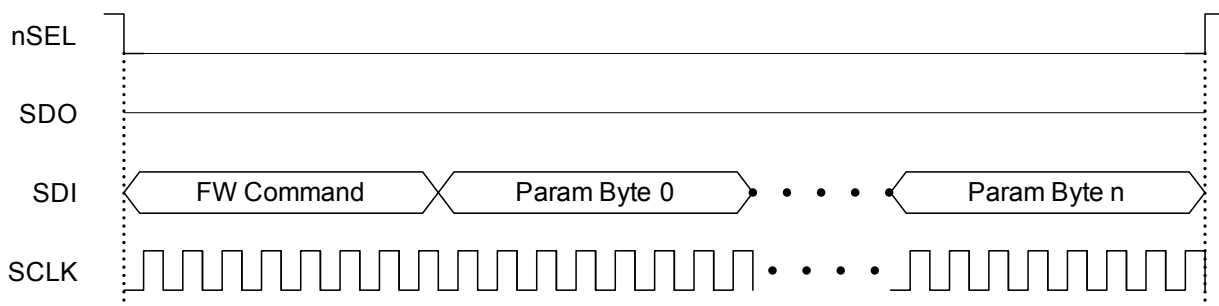 nSEL
SDO
SDI FW Command Param Byte 0 Param Byte n
SCLK